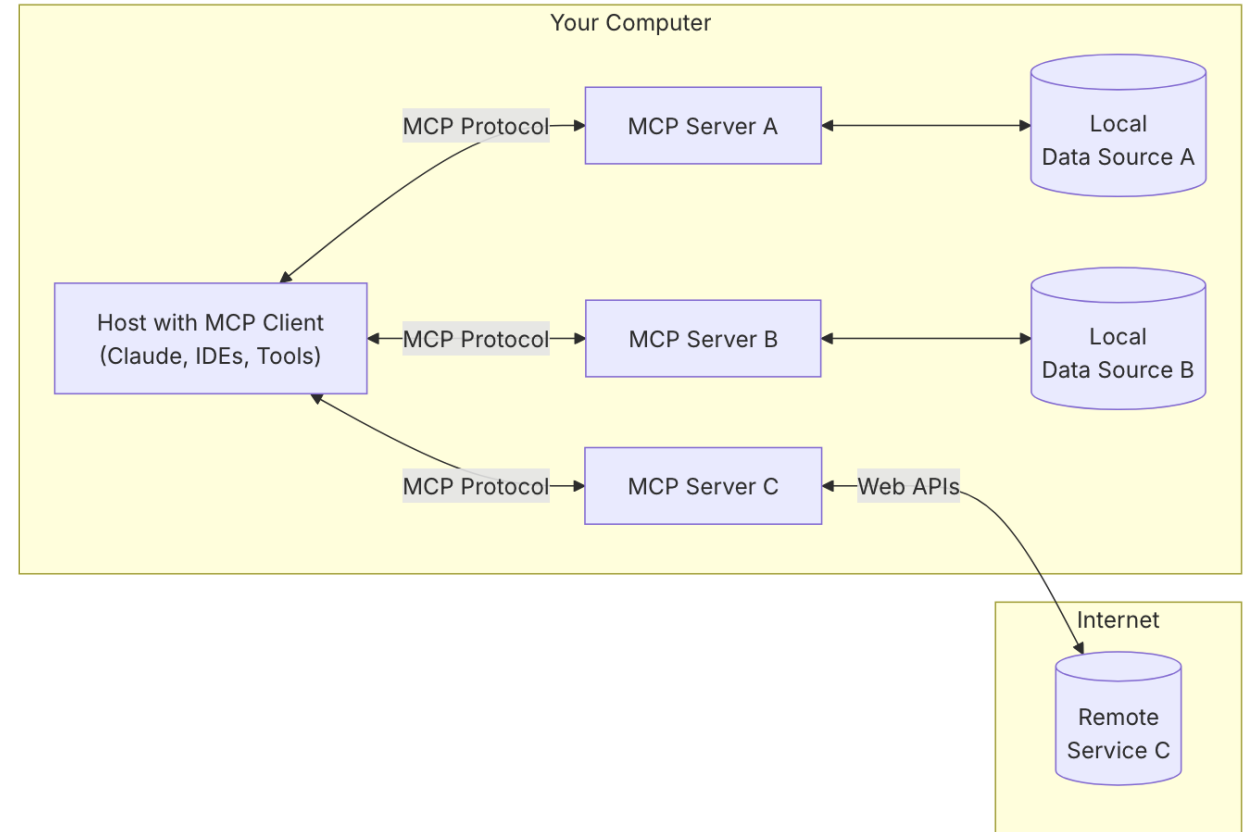 Your Computer
MCP Protocol
MCP Server A
Local
Data Source A
Host with MCP Client
(Claude, IDEs, Tools)
MCP Protocol
MCP Server B
Local
Data Source B
MCP Protocol
MCP Server C
Web APIs
Internet
Remote
Service C